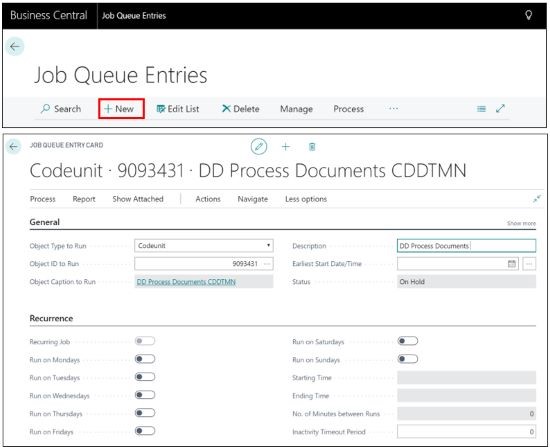 Business Central Job Queue Entries
Job Queue Entries
Search + New Edit List Delete Manage Process ...
JOB QUEUE ENTRY CARD
Codeunit · 9093431 · DD Process Documents CDDTMN
Process Report Show Attached Actions Navigate Less options
General Show more
Object Type to Run Codeunit Description DD Process Documents
Object ID to Run 9093431 ... Earliest Start Date/Time ...
Object Caption to Run DD Process Documents CDDTMN Status On Hold
Recurrence
Recurring Job Run on Saturdays
Run on Mondays Run on Sundays
Run on Tuesdays Starting Time
Run on Wednesdays Ending Time
Run on Thursdays No. of Minutes between Runs 0
Run on Fridays Inactivity Timeout Period 0